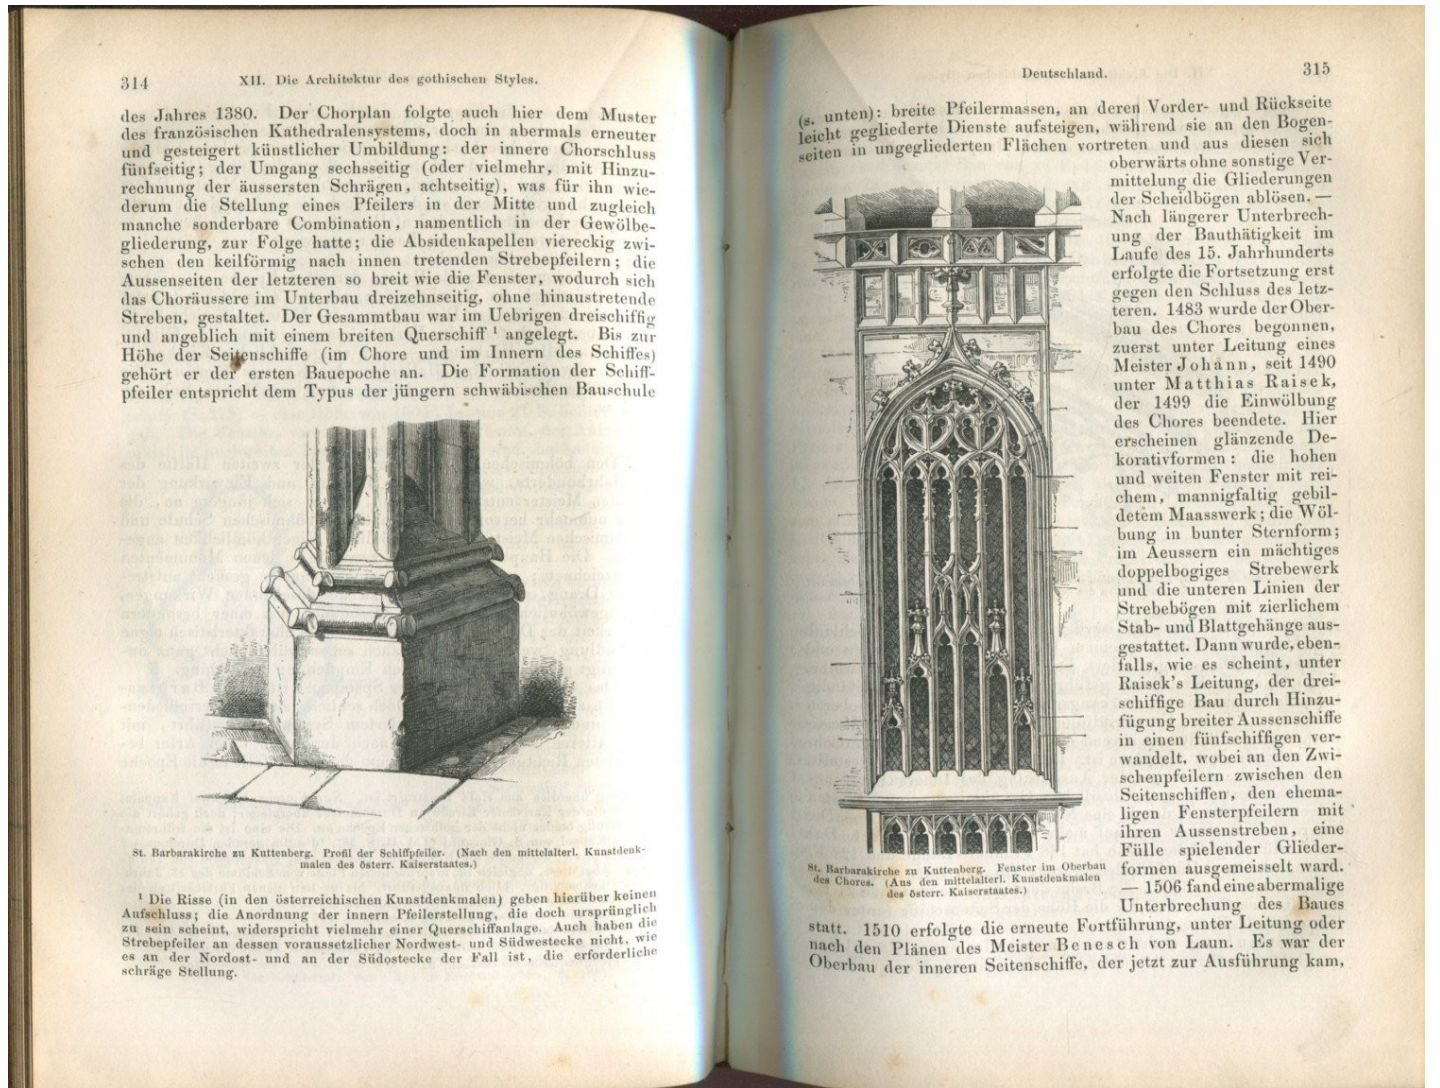 314
XII. Die Architektur des gothischen Styles.
des Jahres 1380. Der Chorplan folgte auch hier dem Muster
des französischen Kathedralensystems, doch in abermals erneuter
und gesteigert künstlicher Umbildung: der innere Chorschluss
fünfseitig; der Umgang sechsseitig (oder vielmehr, mit Hinzu-
rechnung der äussersten Schrägen, achtseitig), was für ihn wie-
derum die Stellung eines Pfeilers in der Mitte und zugleich
manche sonderbare Combination, namentlich in der Gewölbe-
gliederung, zur Folge hatte; die Absidenkapellen viereckig zwi-
schen den keilförmig nach innen tretenden Strebepfeilern; die
Aussenseiten der letzteren so breit wie die Fenster, wodurch sich
das Choräussere im Unterbau dreizehnseitig, ohne hinaustretende
Streben, gestaltet. Der Gesammtbau war im Uebrigen dreischiffig
und angeblich mit einem breiten Querschiff ¹ angelegt. Bis zur
Höhe der Seitenschiffe (im Chore und im Innern des Schiffes)
gehört er der ersten Bauepoche an. Die Formation der Schiff-
pfeiler entspricht dem Typus der jüngern schwäbischen Bauschule
St. Barbarakirche zu Kuttenberg. Profil der Schiffpfeiler. (Nach den mittelalterl. Kunstdenk-
malen des österr. Kaiserstaates.)
¹ Die Risse (in den österreichischen Kunstdenkmalen) geben hierüber keinen
Aufschluss; die Anordnung der innern Pfeilerstellung, die doch ursprünglich
zu sein scheint, widerspricht vielmehr einer Querschiffanlage. Auch haben die
Strebepfeiler an dessen voraussetzlicher Nordwest- und Südwestecke nicht, wie
es an der Nordost- und an der Südostecke der Fall ist, die erforderliche
schräge Stellung.
Deutschland.
315
(s. unten): breite Pfeilermassen, an deren Vorder- und Rückseite
leicht gegliederte Dienste aufsteigen, während sie an den Bogen-
seiten in ungegliederten Flächen vortreten und aus diesen sich
oberwärts ohne sonstige Ver-
mittelung die Gliederungen
der Scheidbögen ablösen. —
Nach längerer Unterbrech-
ung der Bauthätigkeit im
Laufe des 15. Jahrhunderts
erfolgte die Fortsetzung erst
gegen den Schluss des letz-
teren. 1483 wurde der Ober-
bau des Chores begonnen,
zuerst unter Leitung eines
Meister Johann, seit 1490
unter Matthias Raisek,
der 1499 die Einwölbung
des Chores beendete. Hier
erscheinen glänzende De-
korativformen: die hohen
und weiten Fenster mit rei-
chem, mannigfaltig gebil-
detem Maasswerk; die Wöl-
bung in bunter Sternform;
im Aeussern ein mächtiges
doppelbogiges Strebewerk
und die unteren Linien der
Strebebögen mit zierlichem
Stab- und Blattgehänge aus-
gestattet. Dann wurde, eben-
falls, wie es scheint, unter
Raisek's Leitung, der drei-
schiffige Bau durch Hinzu-
fügung breiter Aussenschiffe
in einen fünfschiffigen ver-
wandelt, wobei an den Zwi-
schenpfeilern zwischen den
Seitenschiffen, den ehema-
ligen Fensterpfeilern mit
ihren Aussenstreben, eine
Fülle spielender Glieder-
formen ausgemeisselt ward.
— 1506 fand eine abermalige
Unterbrechung des Baues
St. Barbarakirche zu Kuttenberg. Fenster im Oberbau
des Chores. (Aus den mittelalterl. Kunstdenkmalen
des österr. Kaiserstaates.)
statt. 1510 erfolgte die erneute Fortführung, unter Leitung oder
nach den Plänen des Meister Benesch von Laun. Es war der
Oberbau der inneren Seitenschiffe, der jetzt zur Ausführung kam,